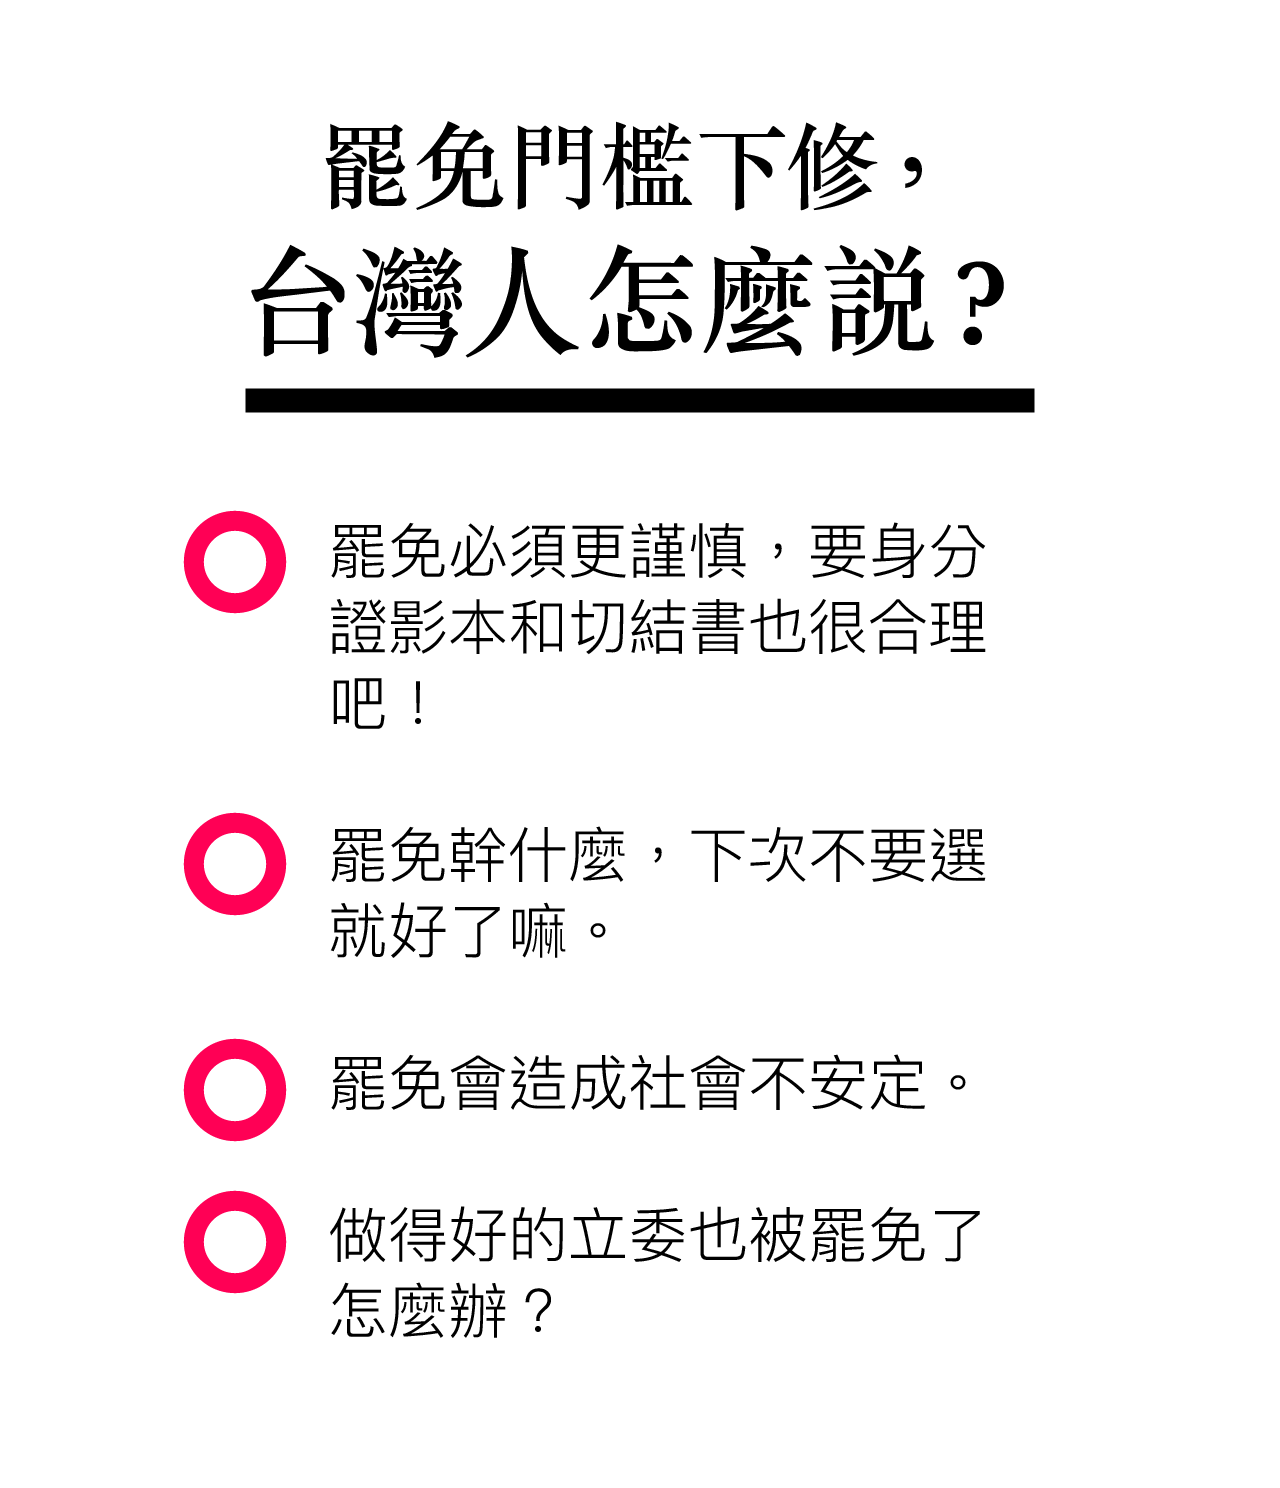 罷免門檻下修，
台灣人怎麼説？
罷免必須更謹慎，要身分
證影本和切結書也很合理
吧！
罷免幹什麼，下次不要選
就好了嘛。
罷免會造成社會不安定。
做得好的立委也被罷免了
怎麼辦？